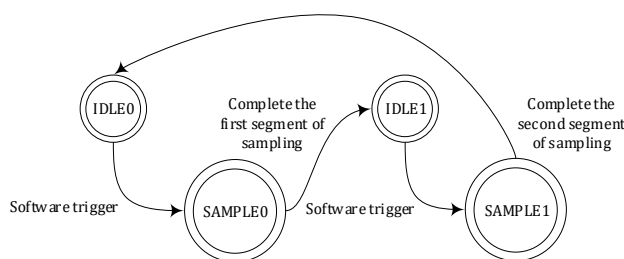 IDLE0
Complete the
first segment of
sampling
IDLE1
Complete the
second segment
of sampling
Software trigger
SAMPLE0
Software trigger
SAMPLE1